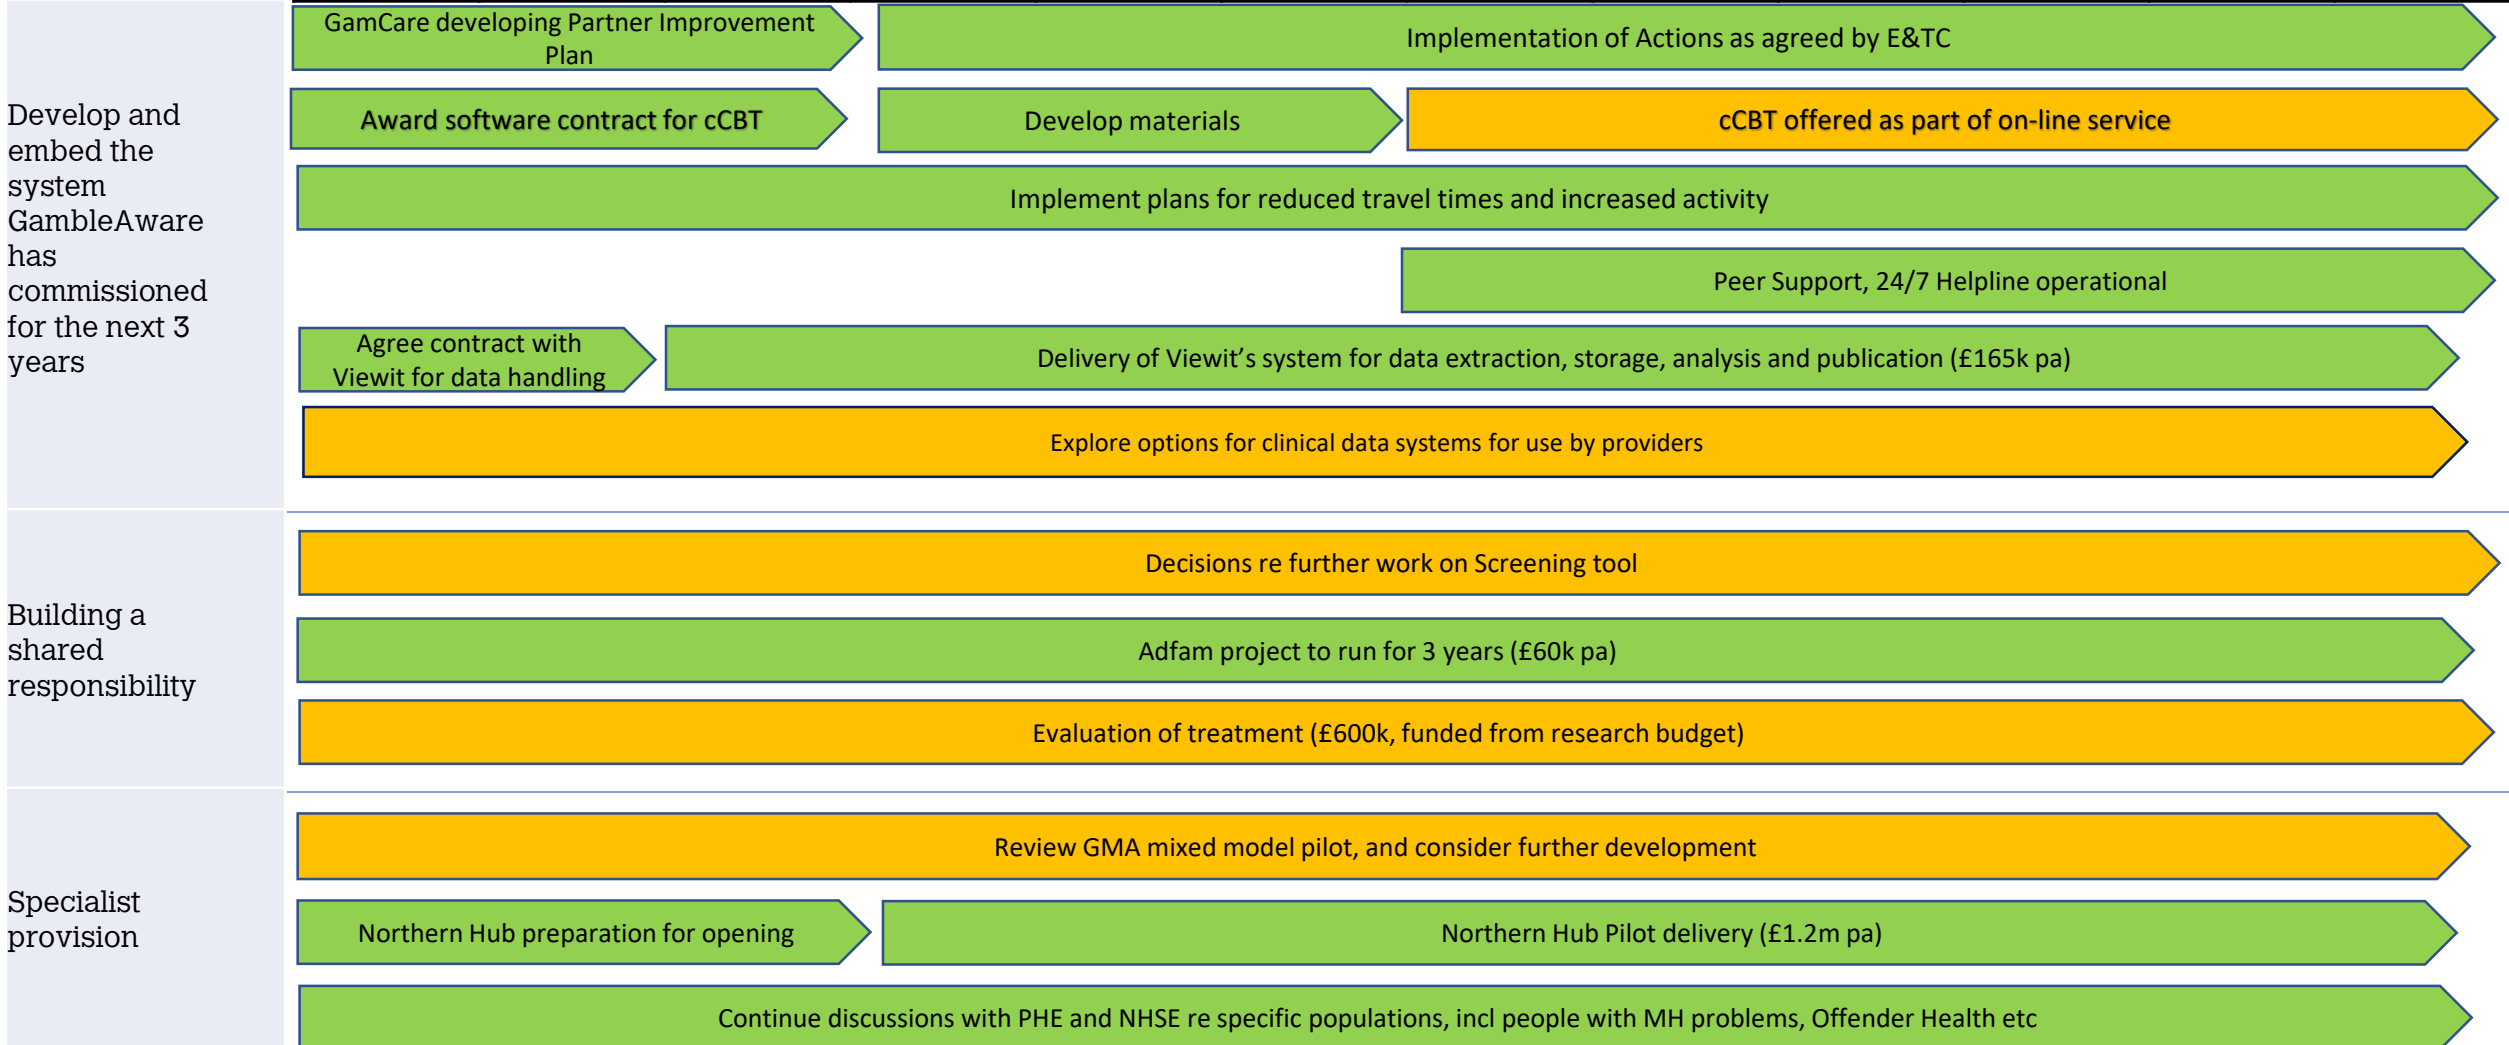 GamCare developing Partner Improvement
Plan
Implementation of Actions as agreed by E&TC
Develop and
embed the
system
GambleAware
has
commissioned
for the next 3
years
Award software contract for cCBT
Develop materials
cCBT offered as part of on-line service
Implement plans for reduced travel times and increased activity
Peer Support, 24/7 Helpline operational
Agree contract with
Viewit for data handling
Delivery of Viewit's system for data extraction, storage, analysis and publication (£165k pa)
Explore options for clinical data systems for use by providers
Building a
shared
responsibility
Decisions re further work on Screening tool
Adfam project to run for 3 years (£60k pa)
Evaluation of treatment (£600k, funded from research budget)
Specialist
provision
Review GMA mixed model pilot, and consider further development
Northern Hub preparation for opening
Northern Hub Pilot delivery (£1.2m pa)
Continue discussions with PHE and NHSE re specific populations, incl people with MH problems, Offender Health etc